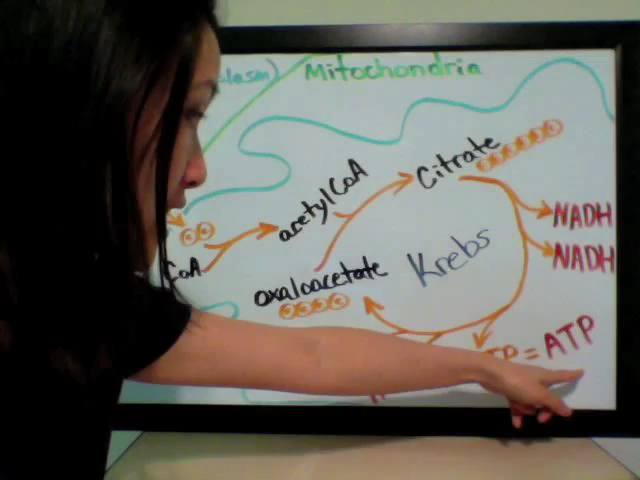 Mitochondria
Citrate
acetyl CoA
NADH
CoA
Krebs
NADH
oxaloacetate
= ATP